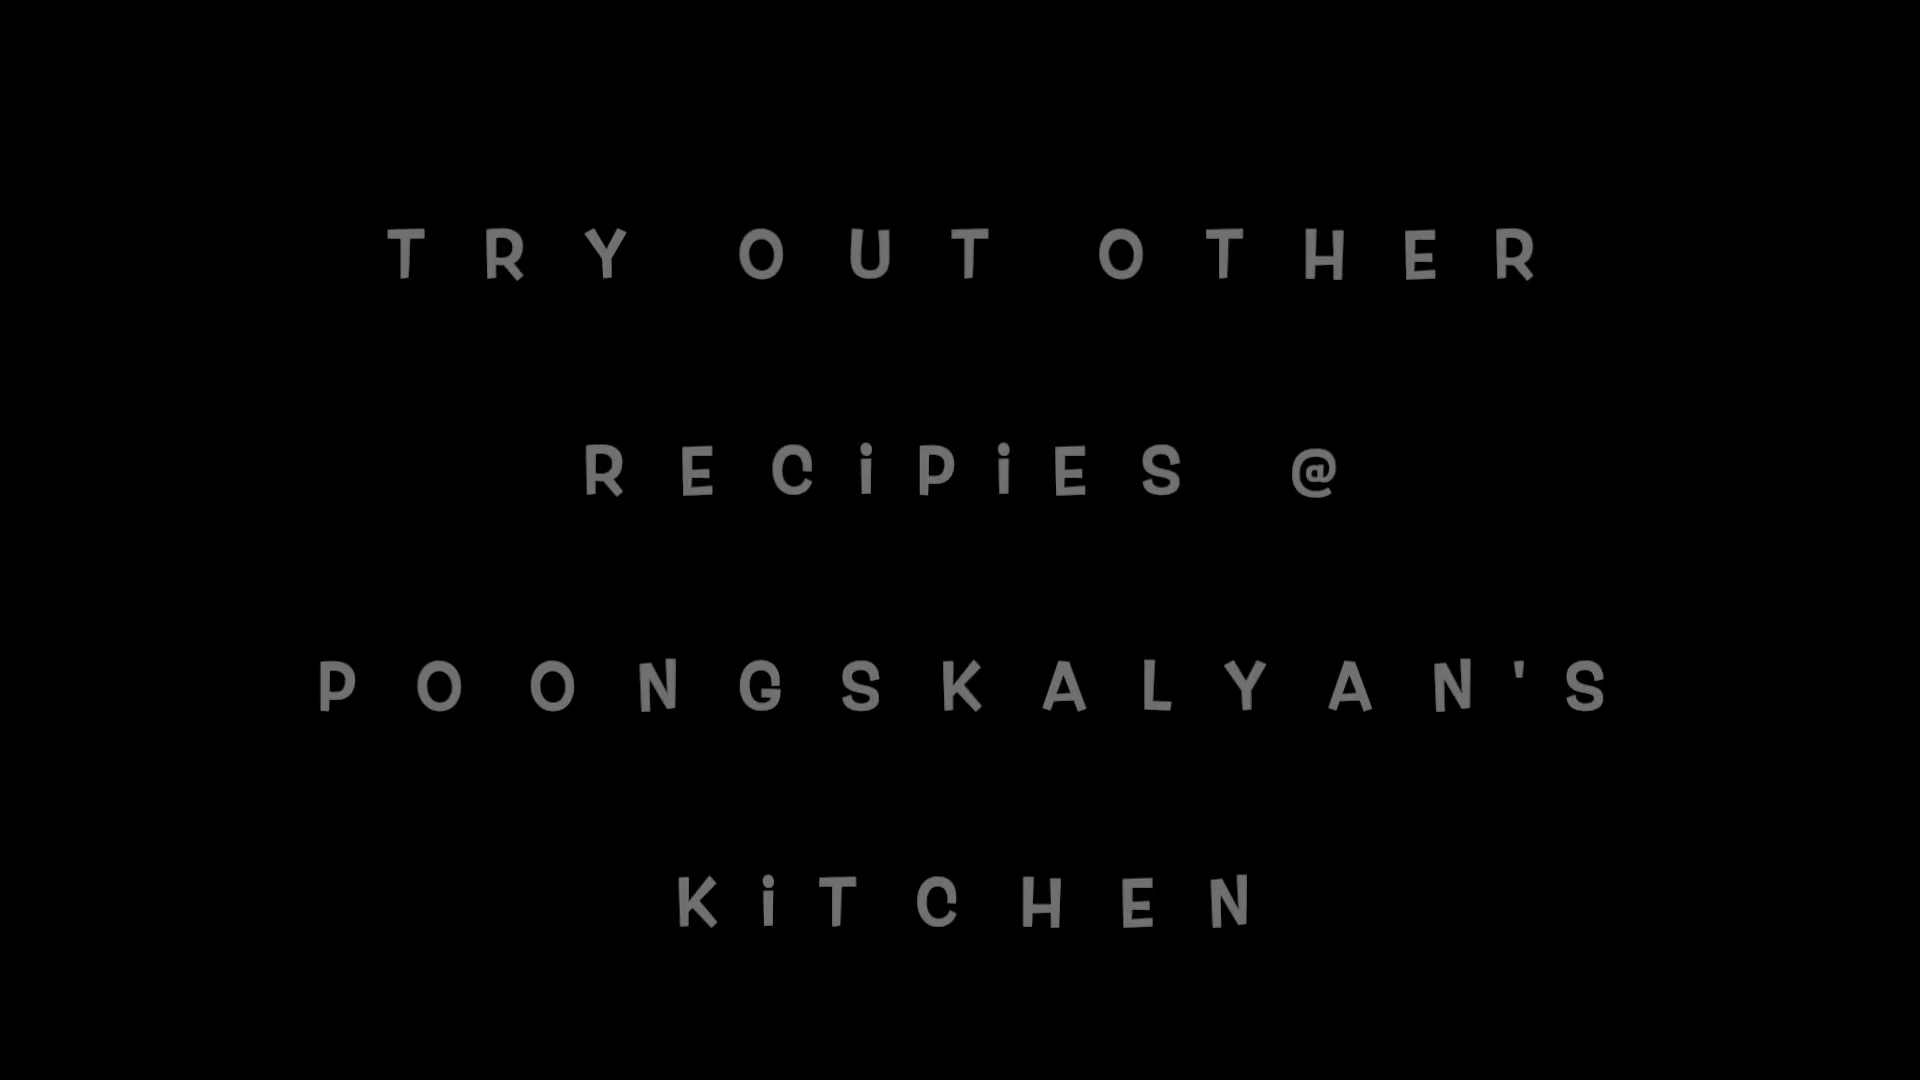 TRY OUT OTHER
RECiPiES @
POONGSKALYAN'S
KiTCHEN